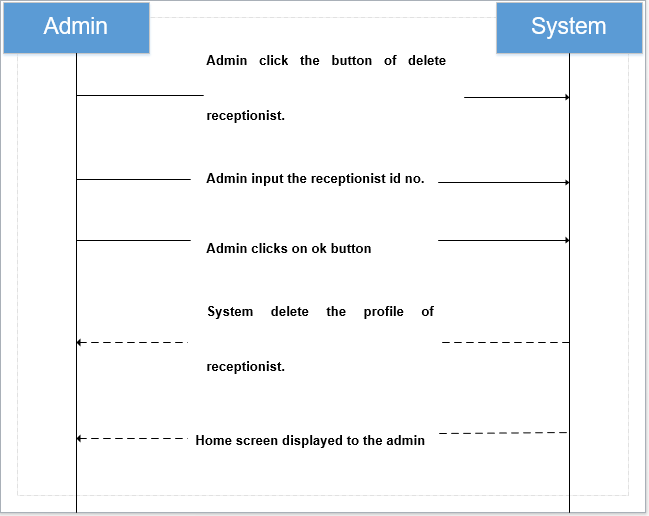 Admin System
Admin click the button of delete
receptionist.
Admin input the receptionist id no.
Admin clicks on ok button
System delete the profile of
receptionist.
Home screen displayed to the admin